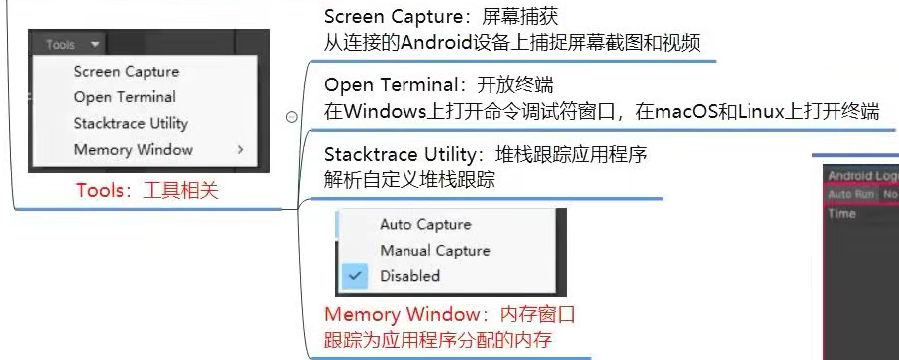 Tools
Screen Capture
Open Terminal
Stacktrace Utility
Memory Window
Tools：工具相关
Screen Capture：屏幕捕获
从连接的Android设备上捕捉屏幕截图和视频
Open Terminal：开放终端
在Windows上打开命令调试符窗口，在macOS和Linux上打开终端
Stacktrace Utility：堆栈跟踪应用程序
解析自定义堆栈跟踪
Auto Capture
Manual Capture
Disabled
Memory Window：内存窗口
跟踪为应用程序分配的内存
Android Log
Auto Run No
Time